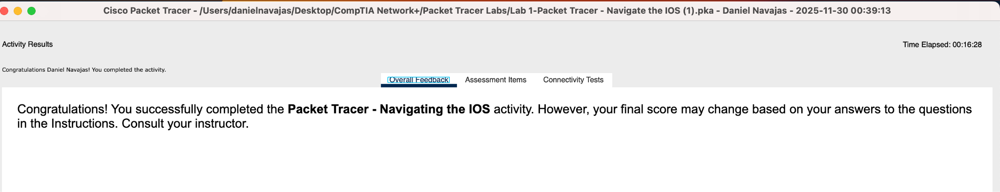 Cisco Packet Tracer - /Users/danielnavajas/Desktop/CompTIA Network+/Packet Tracer Labs/Lab 1-Packet Tracer - Navigate the IOS (1).pka - Daniel Navajas - 2025-11-30 00:39:13
Activity Results
Time Elapsed: 00:16:28
Congratulations Daniel Navajas! You completed the activity.
Overall Feedback Assessment Items Connectivity Tests
Congratulations! You successfully completed the Packet Tracer - Navigating the IOS activity. However, your final score may change based on your answers to the questions
in the Instructions. Consult your instructor.